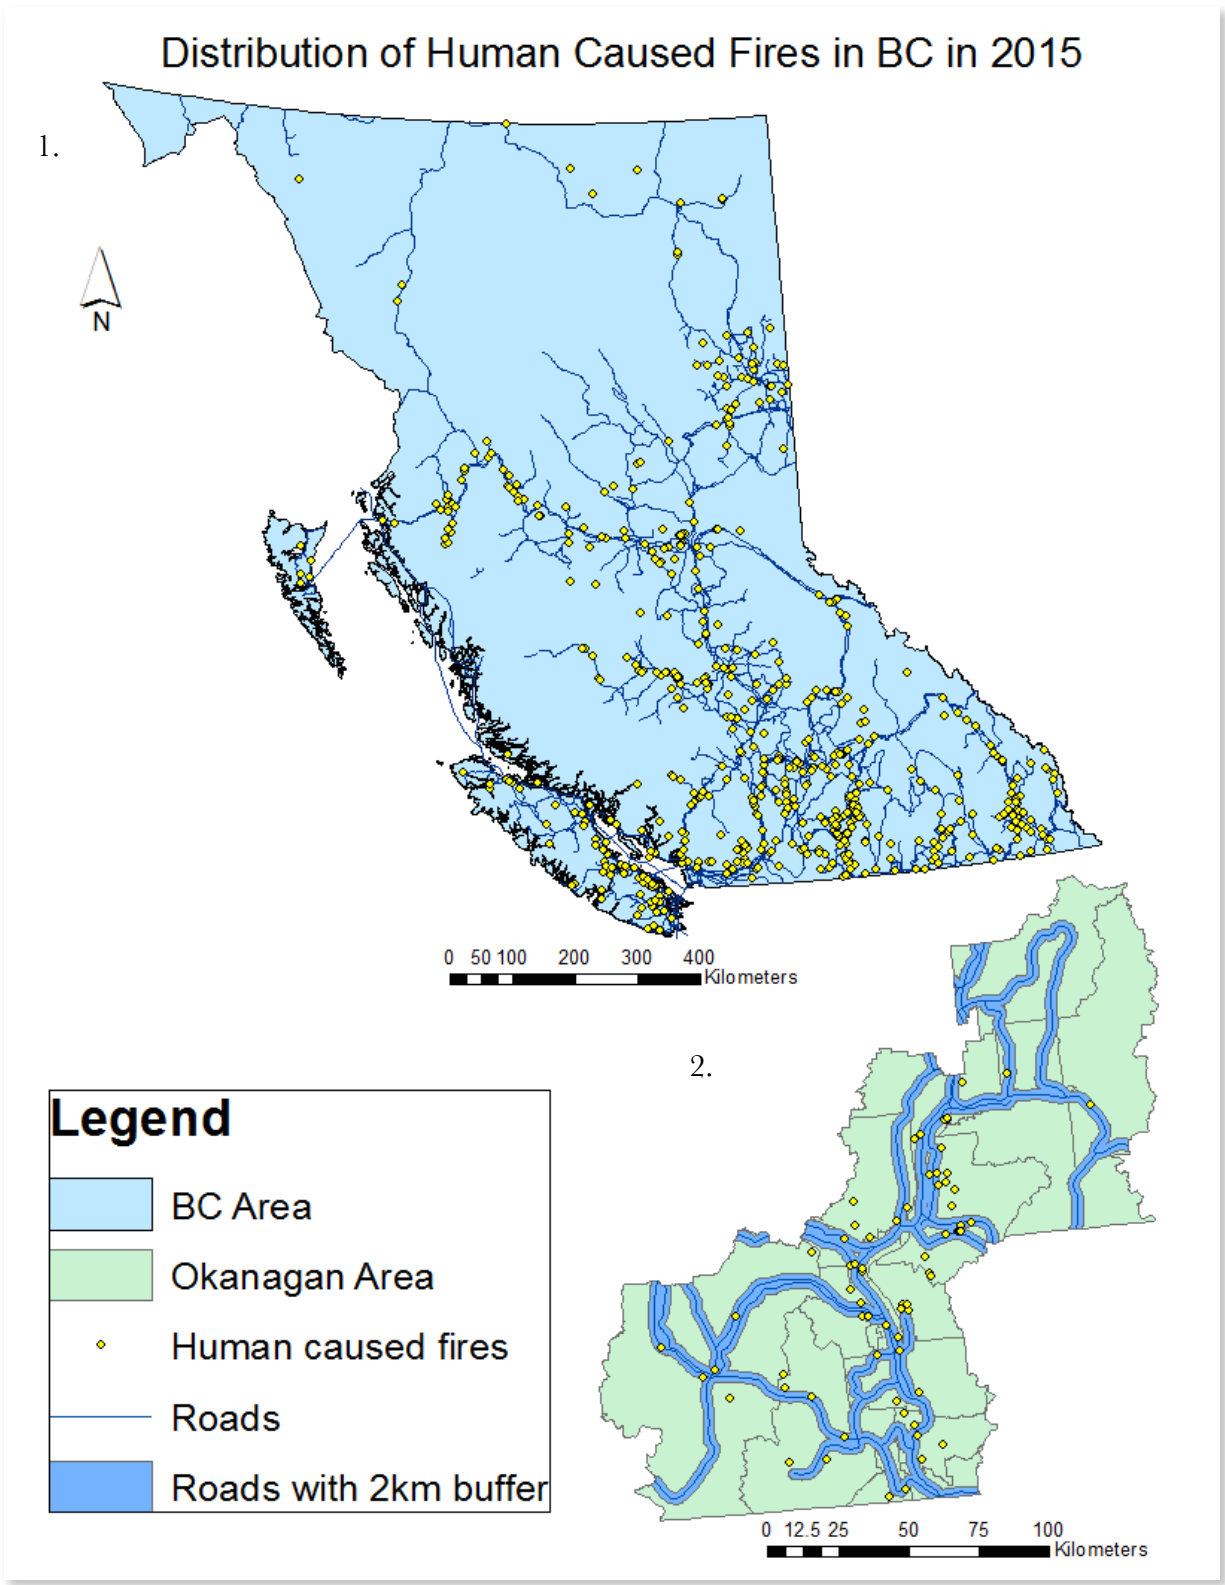 Distribution of Human Caused Fires in BC in 2015
1.
N
0 50 100 200 300 400
Kilometers
2.
Legend
BC Area
Okanagan Area
Human caused fires
Roads
Roads with 2km buffer
0 12.5 25 50 75 100
Kilometers